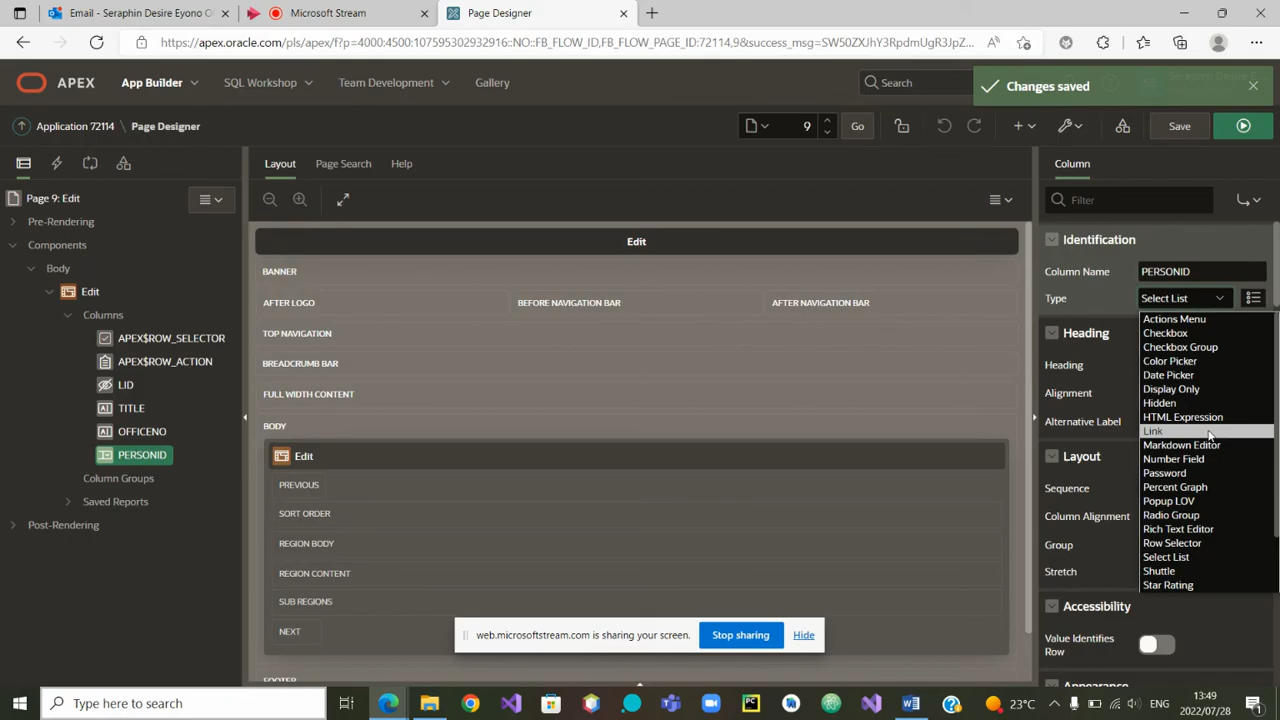 Email - Seraphin Desire Eyono O
Microsoft Stream
Page Designer
https://apex.oracle.com/pls/apex/f?p=4000:4500:107595302932916::NO::FB_FLOW_ID,FB_FLOW_PAGE_ID:72114,9&success_msg=SW50ZXJhY3RpdmUgR3JpZ...
APEX
App Builder
SQL Workshop
Team Development
Gallery
Search
Changes saved
Application 72114
\
Page Designer
9
Go
Save
Layout
Page Search
Help
Column
Page 9: Edit
Filter
Pre-Rendering
Components
Body
Edit
Columns
APEX$ROW_SELECTOR
APEX$ROW_ACTION
LID
TITLE
OFFICENO
PERSONID
Column Groups
Saved Reports
Post-Rendering
Edit
BANNER
AFTER LOGO
BEFORE NAVIGATION BAR
AFTER NAVIGATION BAR
TOP NAVIGATION
BREADCRUMB BAR
FULL WIDTH CONTENT
BODY
Edit
PREVIOUS
SORT ORDER
REGION BODY
REGION CONTENT
SUB REGIONS
NEXT
FOOTER
Identification
Column Name
PERSONID
Type
Select List
Heading
Heading
Alignment
Alternative Label
Layout
Sequence
Column Alignment
Group
Stretch
Accessibility
Value Identifies
Row
Appearance
Actions Menu
Checkbox
Checkbox Group
Color Picker
Date Picker
Display Only
Hidden
HTML Expression
Link
Markdown Editor
Number Field
Password
Percent Graph
Popup LOV
Radio Group
Rich Text Editor
Row Selector
Select List
Shuttle
Star Rating
web.microsoftstream.com is sharing your screen.
Stop sharing
Hide
Type here to search
23°C
ENG
13:49
2022/07/28